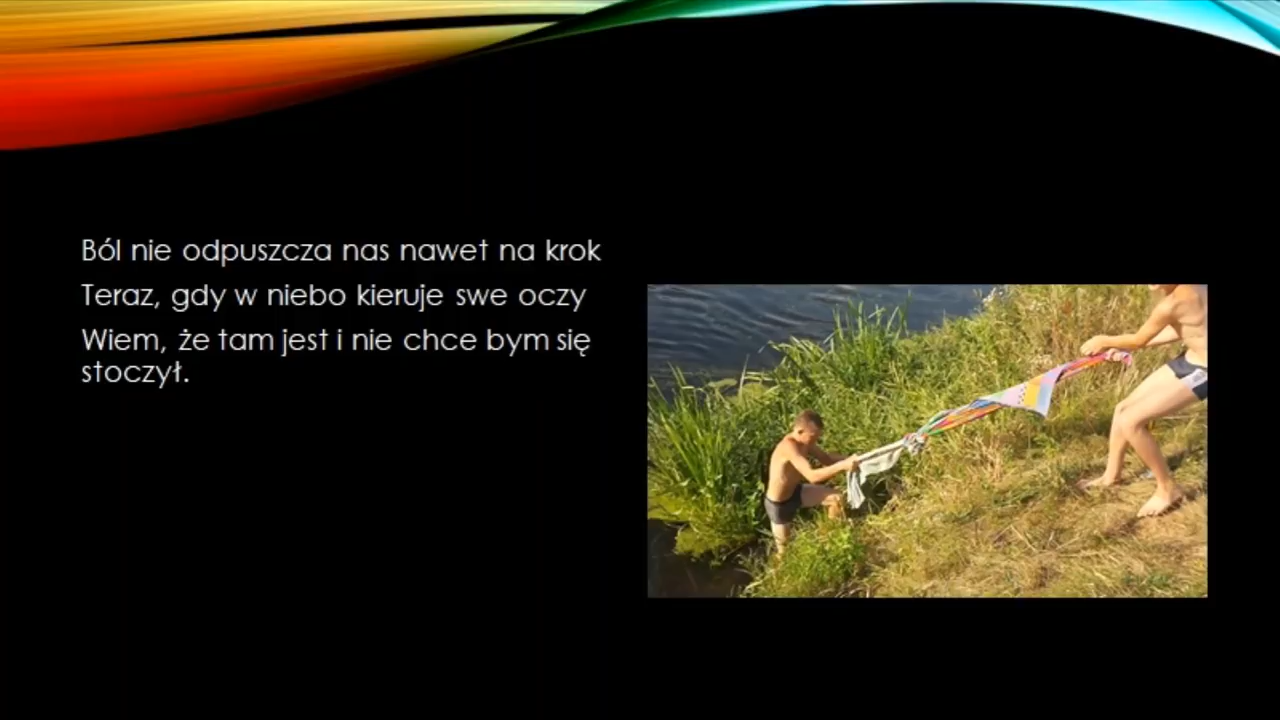 Ból nie odpuszcza nas nawet na krok
Teraz, gdy w niebo kieruje swe oczy
Wiem, że tam jest i nie chce bym się
stoczył.